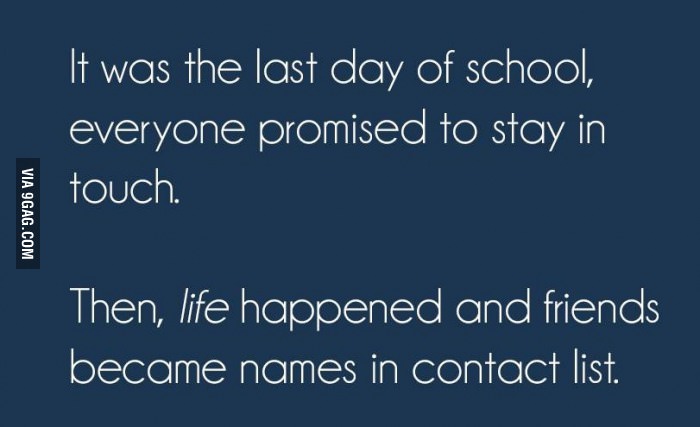 It was the last day of school,
everyone promised to stay in
touch.
Then, life happened and friends
became names in contact list.
VIA 9GAG.COM